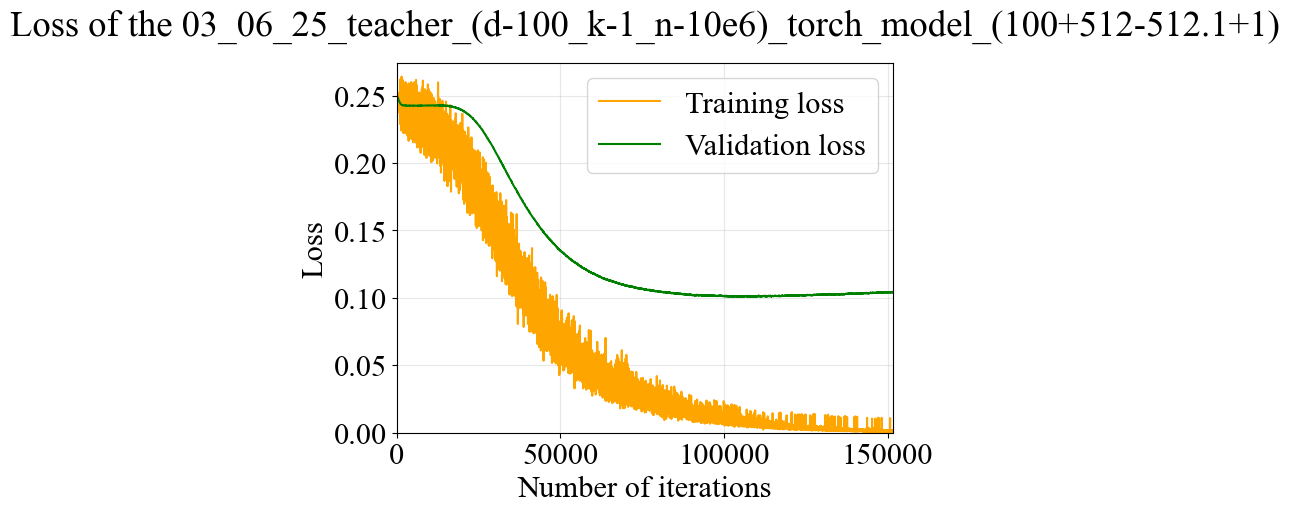 Loss of the 03_06_25_teacher_(d-100_k-1_n-10e6)_torch_model_(100+512-512.1+1)
Training loss
Validation loss
0.25
0.20
0.15
0.10
0.05
0.00
Loss
0
50000
100000
150000
Number of iterations